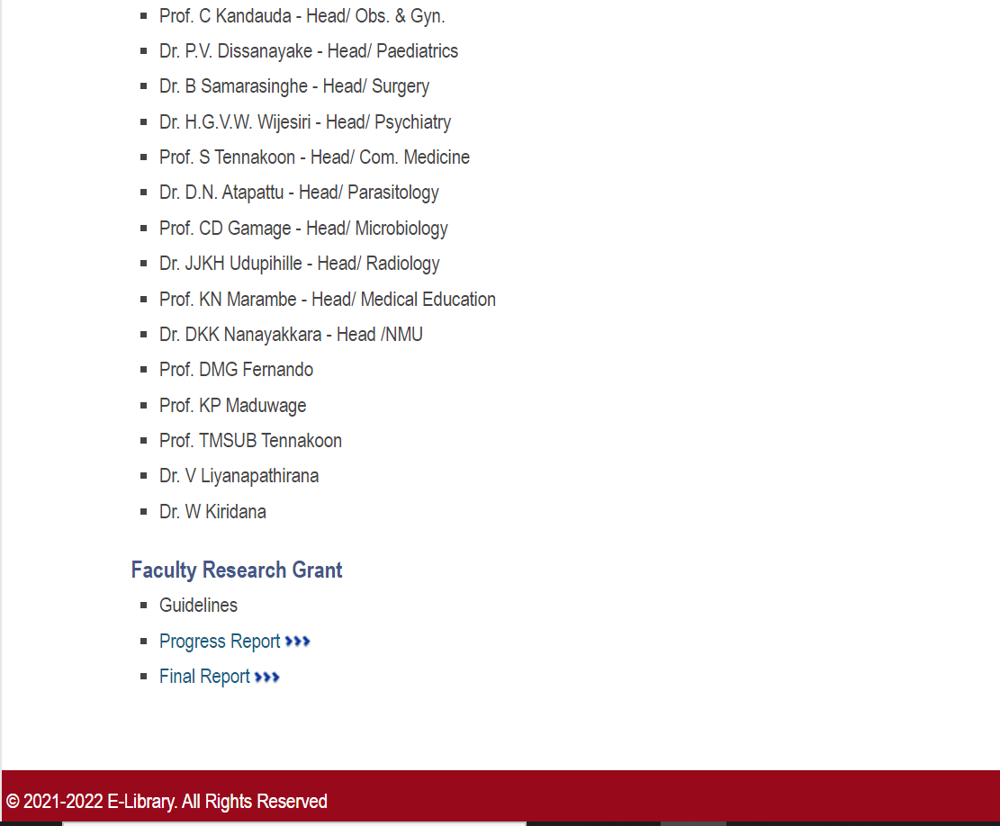 Prof. C Kandauda - Head/ Obs. & Gyn.
Dr. P.V. Dissanayake - Head/ Paediatrics
Dr. B Samarasinghe - Head/ Surgery
Dr. H.G.V.W. Wijesiri - Head/ Psychiatry
Prof. S Tennakoon - Head/ Com. Medicine
Dr. D.N. Atapattu - Head/ Parasitology
Prof. CD Gamage - Head/ Microbiology
Dr. JJKH Udupihille - Head/ Radiology
Prof. KN Marambe - Head/ Medical Education
Dr. DKK Nanayakkara - Head /NMU
Prof. DMG Fernando
Prof. KP Maduwage
Prof. TMSUB Tennakoon
Dr. V Liyanapathirana
Dr. W Kiridana
Faculty Research Grant
Guidelines
Progress Report
Final Report
© 2021-2022 E-Library. All Rights Reserved